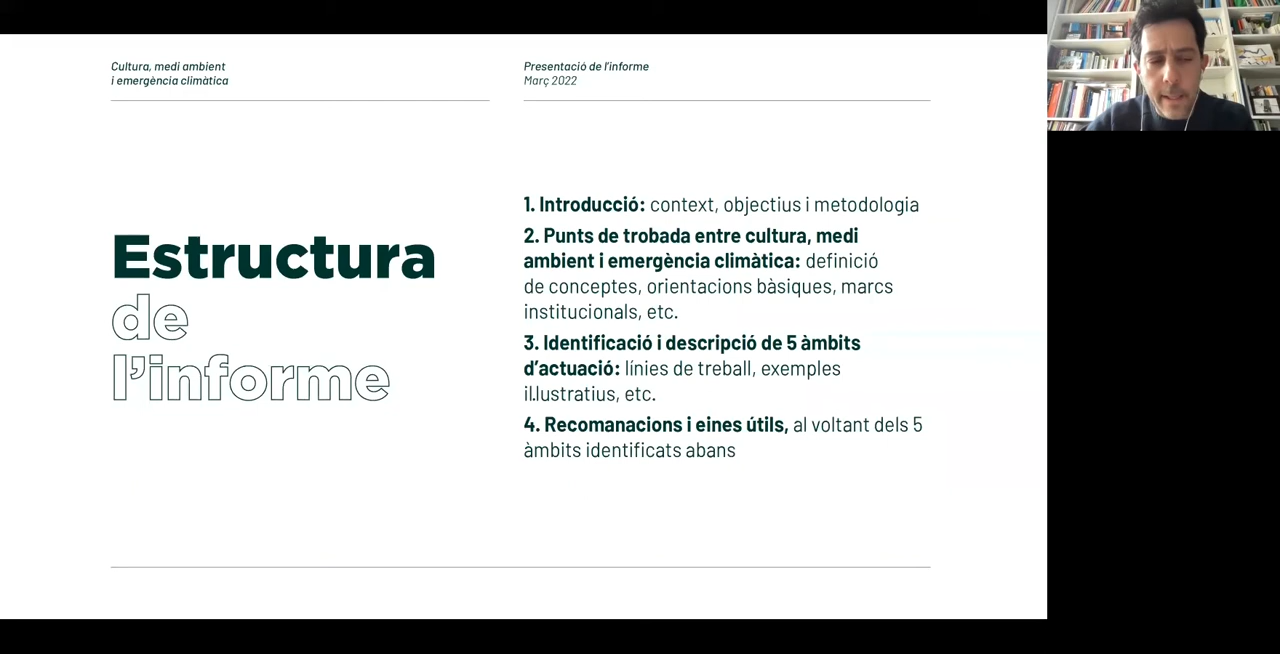 Cultura, medi ambient
i emergència climàtica
Presentació de l'informe
Març 2022
Estructura
de
l'informe
1. Introducció: context, objectius i metodologia
2. Punts de trobada entre cultura, medi
ambient i emergència climàtica: definició
de conceptes, orientacions bàsiques, marcs
institucionals, etc.
3. Identificació i descripció de 5 àmbits
d'actuació: línies de treball, exemples
il.lustratius, etc.
4. Recomanacions i eines útils, al voltant dels 5
àmbits identificats abans